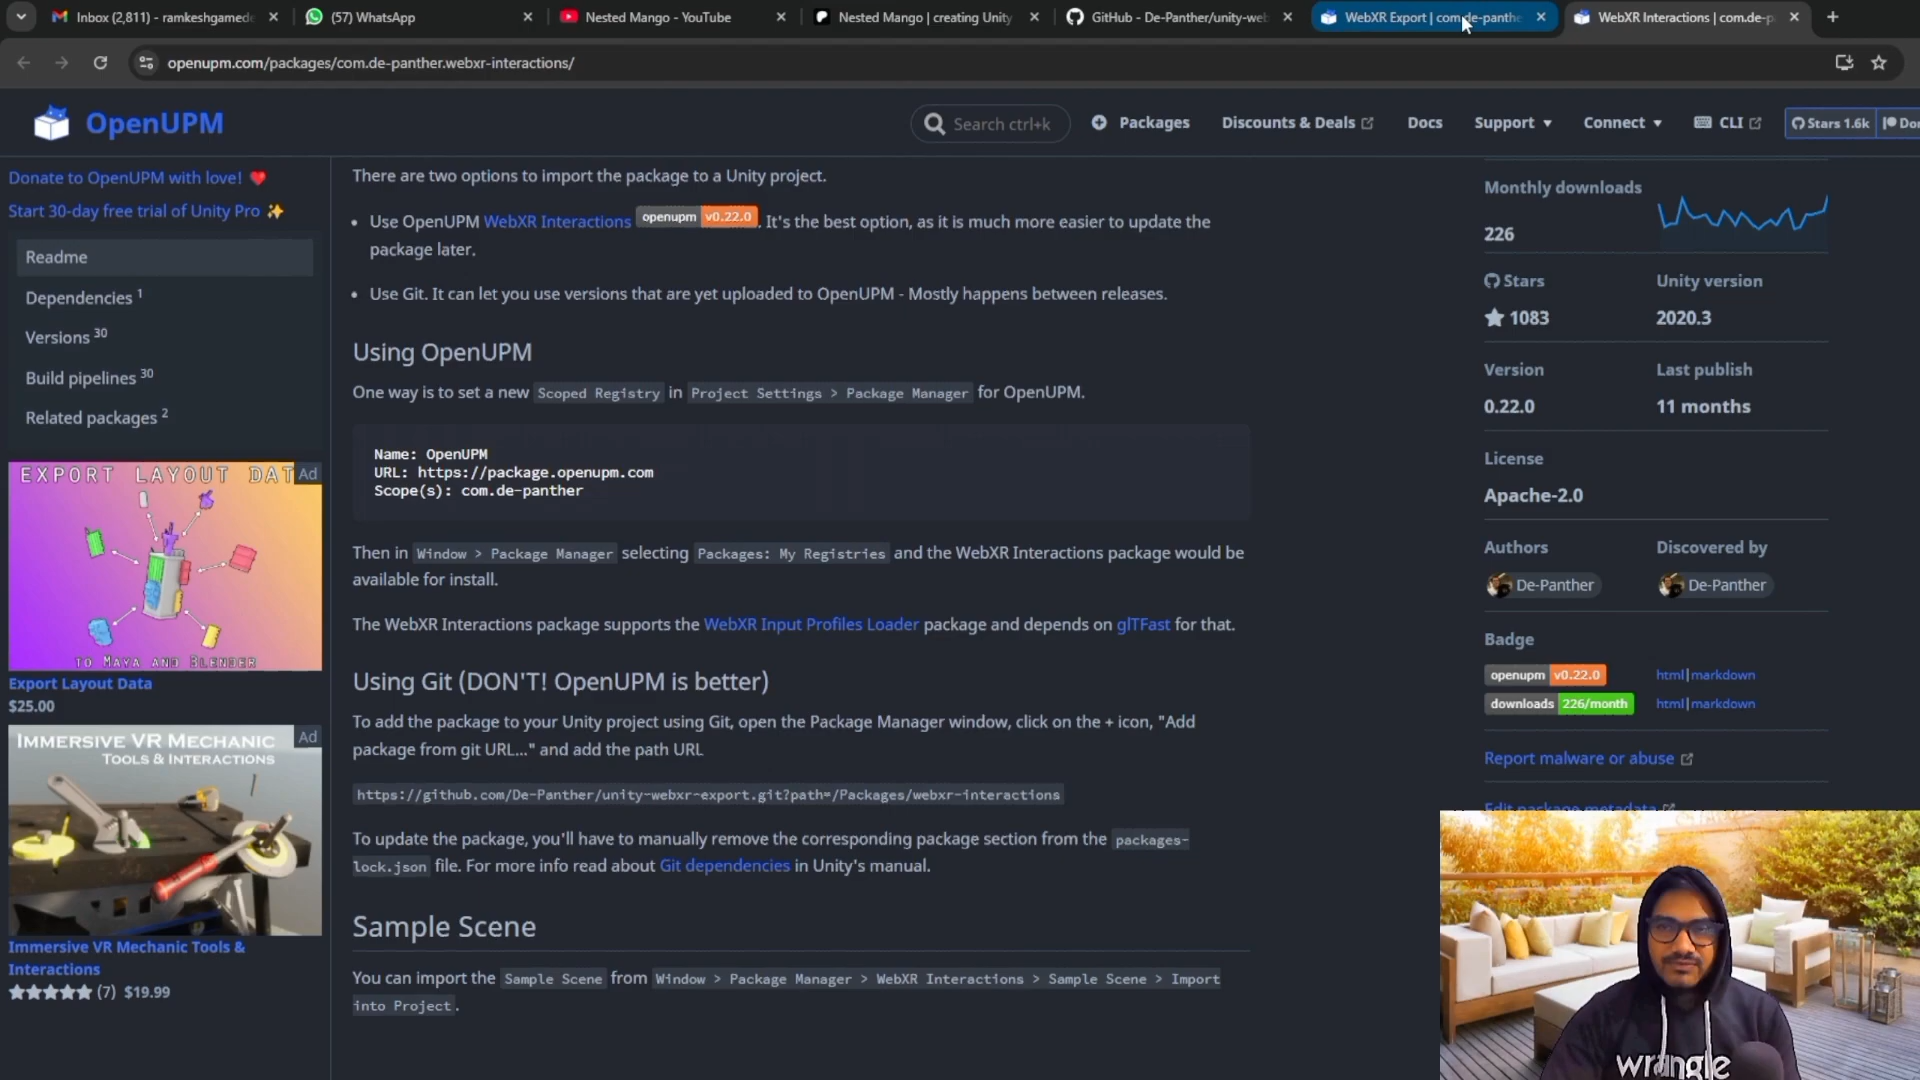 Inbox (2,811) - ramkeshgamede
(57) WhatsApp
Nested Mango - YouTube
Nested Mango | creating Unity
GitHub - De-Panther/unity-web
WebXR Export | com.de-panthe
WebXR Interactions | com.de-p
openupm.com/packages/com.de-panther.webxr-interactions/
OpenUPM
Search ctrl+k
Packages
Discounts & Deals
Docs
Support
Connect
CLI
Stars 1.6k
Don
Donate to OpenUPM with love!
Start 30-day free trial of Unity Pro
Readme
Dependencies 1
Versions 30
Build pipelines 30
Related packages 2
EXPORT LAYOUT DAT
Ad
TO MAYA AND BLENDER
Export Layout Data
$25.00
IMMERSIVE VR MECHANIC
TOOLS & INTERACTIONS
Ad
Immersive VR Mechanic Tools &
Interactions
(7) $19.99
There are two options to import the package to a Unity project.
Use OpenUPM WebXR Interactions openupm v0.22.0. It's the best option, as it is much more easier to update the
package later.
Use Git. It can let you use versions that are yet uploaded to OpenUPM - Mostly happens between releases.
Using OpenUPM
One way is to set a new Scoped Registry in Project Settings > Package Manager for OpenUPM.
Name: OpenUPM
URL: https://package.openupm.com
Scope(s): com.de-panther
Then in Window > Package Manager selecting Packages: My Registries and the WebXR Interactions package would be
available for install.
The WebXR Interactions package supports the WebXR Input Profiles Loader package and depends on glTFast for that.
Using Git (DON'T! OpenUPM is better)
To add the package to your Unity project using Git, open the Package Manager window, click on the + icon, "Add
package from git URL..." and add the path URL
https://github.com/De-Panther/unity-webxr-export.git?path=/Packages/webxr-interactions
To update the package, you'll have to manually remove the corresponding package section from the packages-
lock.json file. For more info read about Git dependencies in Unity's manual.
Sample Scene
You can import the Sample Scene from Window > Package Manager > WebXR Interactions > Sample Scene > Import
into Project.
Monthly downloads
226
Stars
1083
Unity version
2020.3
Version
0.22.0
Last publish
11 months
License
Apache-2.0
Authors
De-Panther
Discovered by
De-Panther
Badge
openupm v0.22.0 html|markdown
downloads 226/month html|markdown
Report malware or abuse
Edit package metadata
wrangle